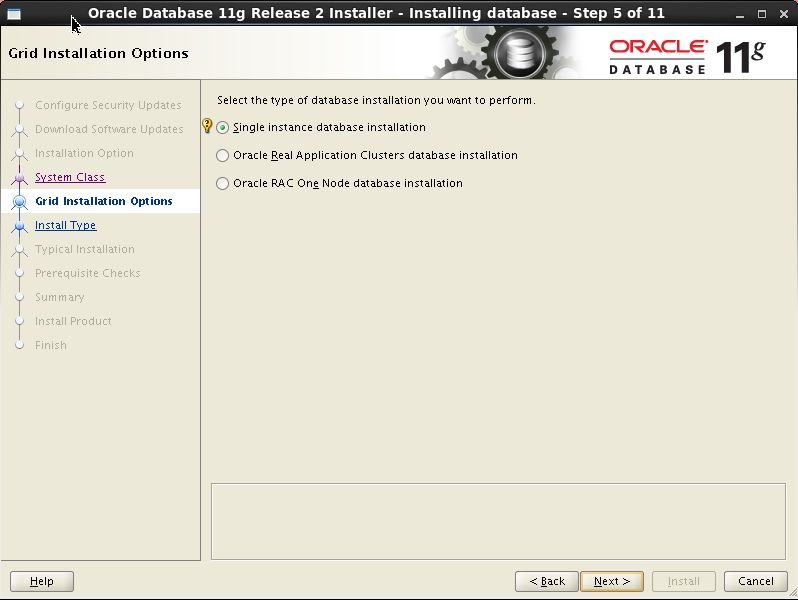 Oracle Database 11g Release 2 Installer - Installing database - Step 5 of 11
Grid Installation Options
ORACLE
DATABASE
11g
Configure Security Updates
Download Software Updates
Installation Option
System Class
Grid Installation Options
Install Type
Typical Installation
Prerequisite Checks
Summary
Install Product
Finish
Select the type of database installation you want to perform.
Single instance database installation
Oracle Real Application Clusters database installation
Oracle RAC One Node database installation
Help
< Back
Next >
Install
Cancel